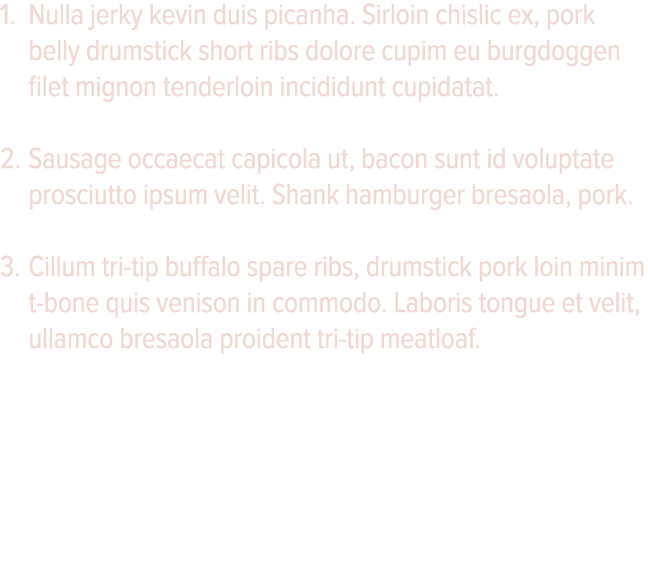 1. Nulla jerky kevin duis picanha. Sirloin chislic ex, pork
belly drumstick short ribs dolore cupim eu burgdoggen
filet mignon tenderloin incididunt cupidatat.
2. Sausage occaecat capicola ut, bacon sunt id voluptate
prosciutto ipsum velit. Shank hamburger bresaola, pork.
3. Cillum tri-tip buffalo spare ribs, drumstick pork loin minim
t-bone quis venison in commodo. Laboris tongue et velit,
ullamco bresaola proident tri-tip meatloaf.